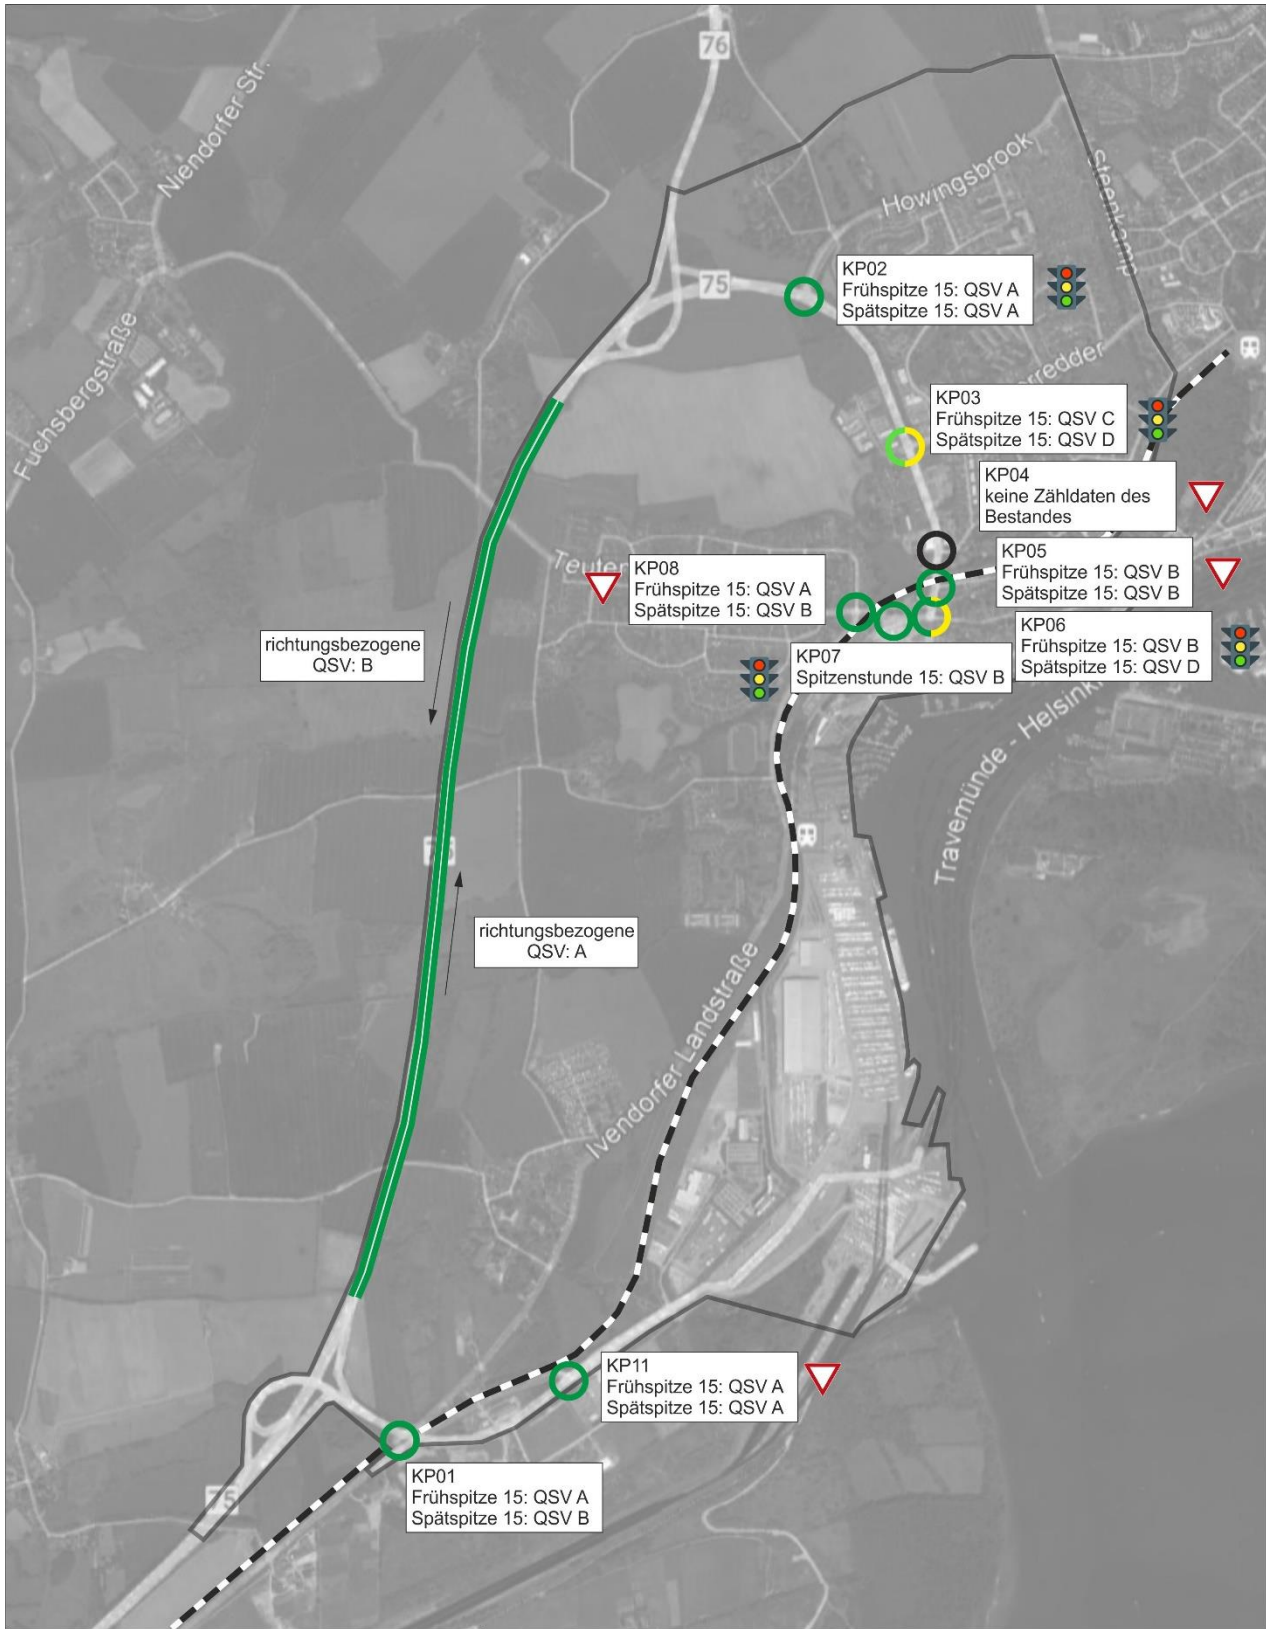 76
Niendorfer Str.
Howingsbrook
Steenkamp
75
KP02
Frühspitze 15: QSV A
Spätspitze 15: QSV A
Fuchsbergstraße
KP03
Frühspitze 15: QSV C
Spätspitze 15: QSV D
KP04
keine Zähldaten des
Bestandes
KP05
Frühspitze 15: QSV B
Spätspitze 15: QSV B
KP08
Frühspitze 15: QSV A
Spätspitze 15: QSV B
KP06
Frühspitze 15: QSV B
Spätspitze 15: QSV D
KP07
Spitzenstunde 15: QSV B
richtungsbezogene
QSV: B
Travemünde - Helsink
richtungsbezogene
QSV: A
Ivendorfer Landstraße
KP11
Frühspitze 15: QSV A
Spätspitze 15: QSV A
KP01
Frühspitze 15: QSV A
Spätspitze 15: QSV B
75